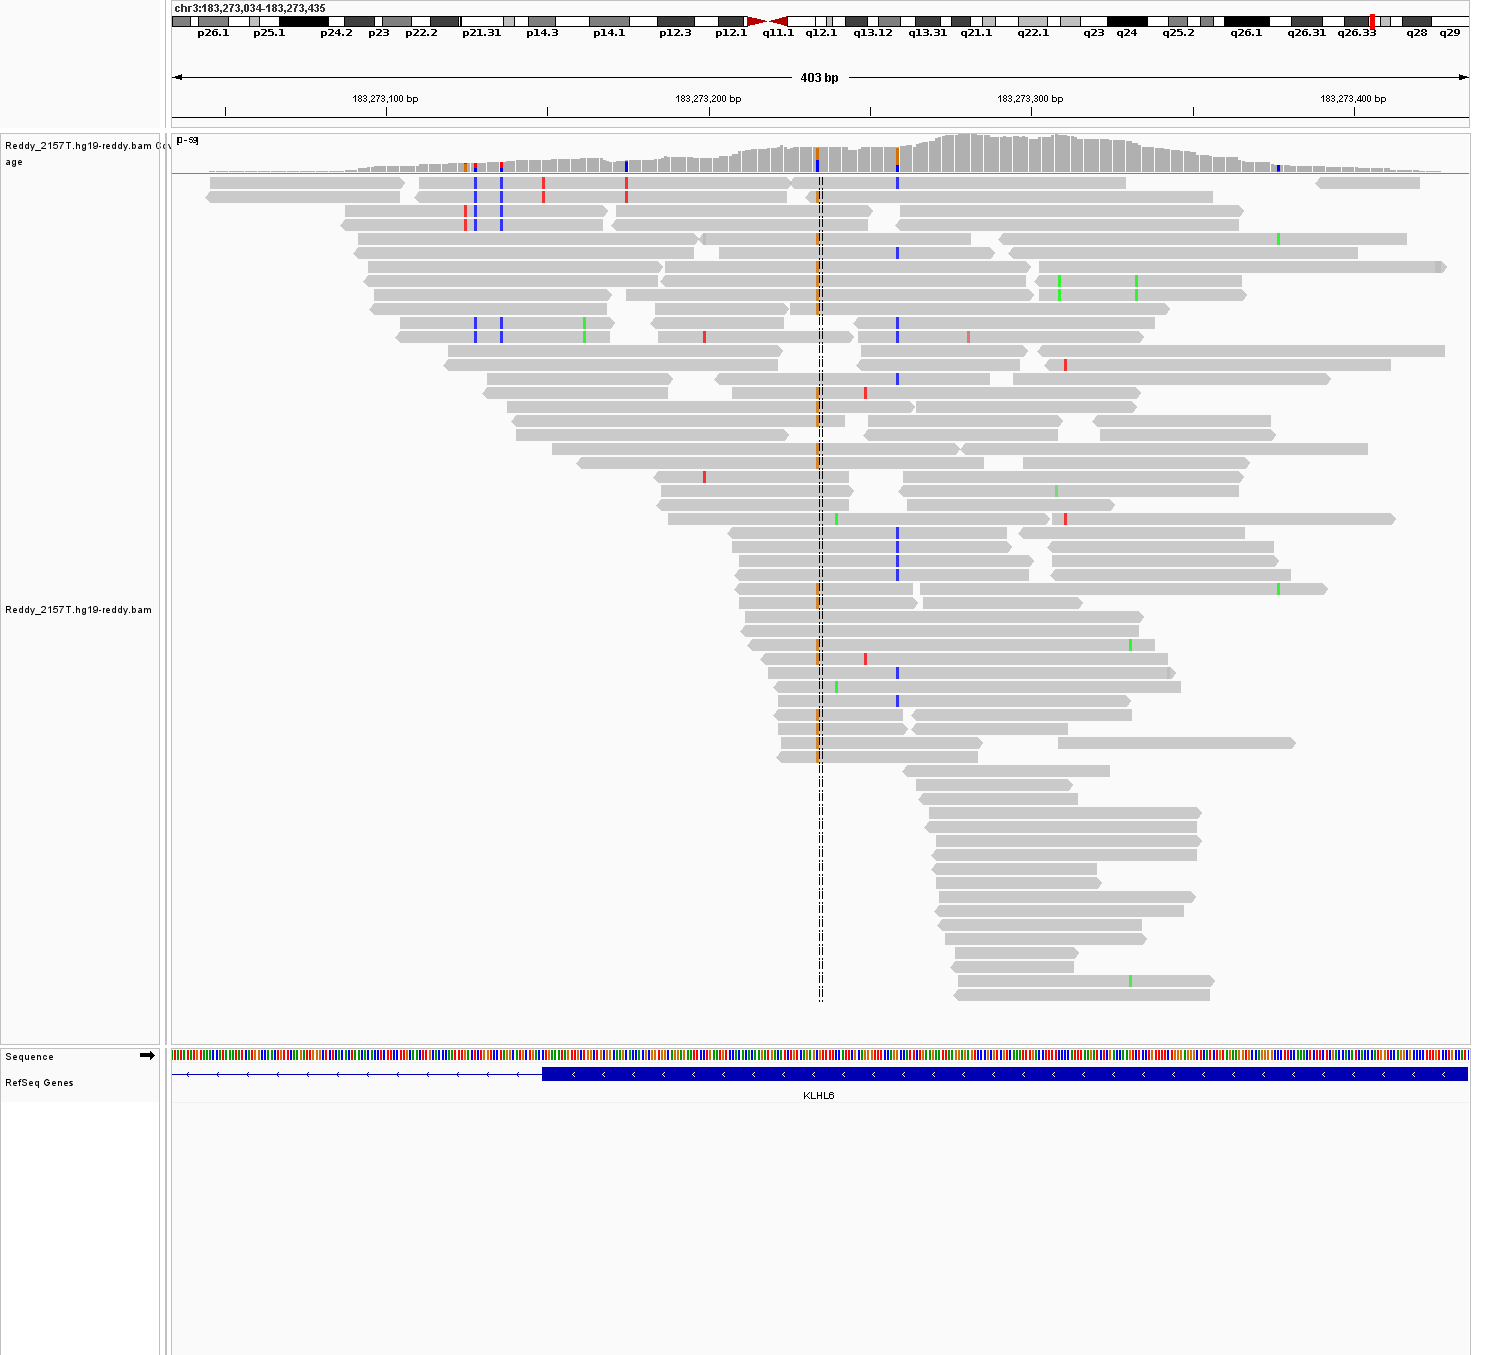 chr3:183,273,034-183,273,435
p26.1 p25.1 p24.2 p23 p22.2 p21.31 p14.3 p14.1 p12.3 p12.1 q11.1 q12.1 q13.12 q13.31 q21.1 q22.1 q23 q24 q25.2 q26.1 q26.31 q26.33 q28 q29
403 bp
183,273,100 bp 183,273,200 bp 183,273,300 bp 183,273,400 bp
[0 - 59]
Reddy_2157T.hg19-reddy.bam Cov
age
Reddy_2157T.hg19-reddy.bam
Sequence
RefSeq Genes
KLHL6